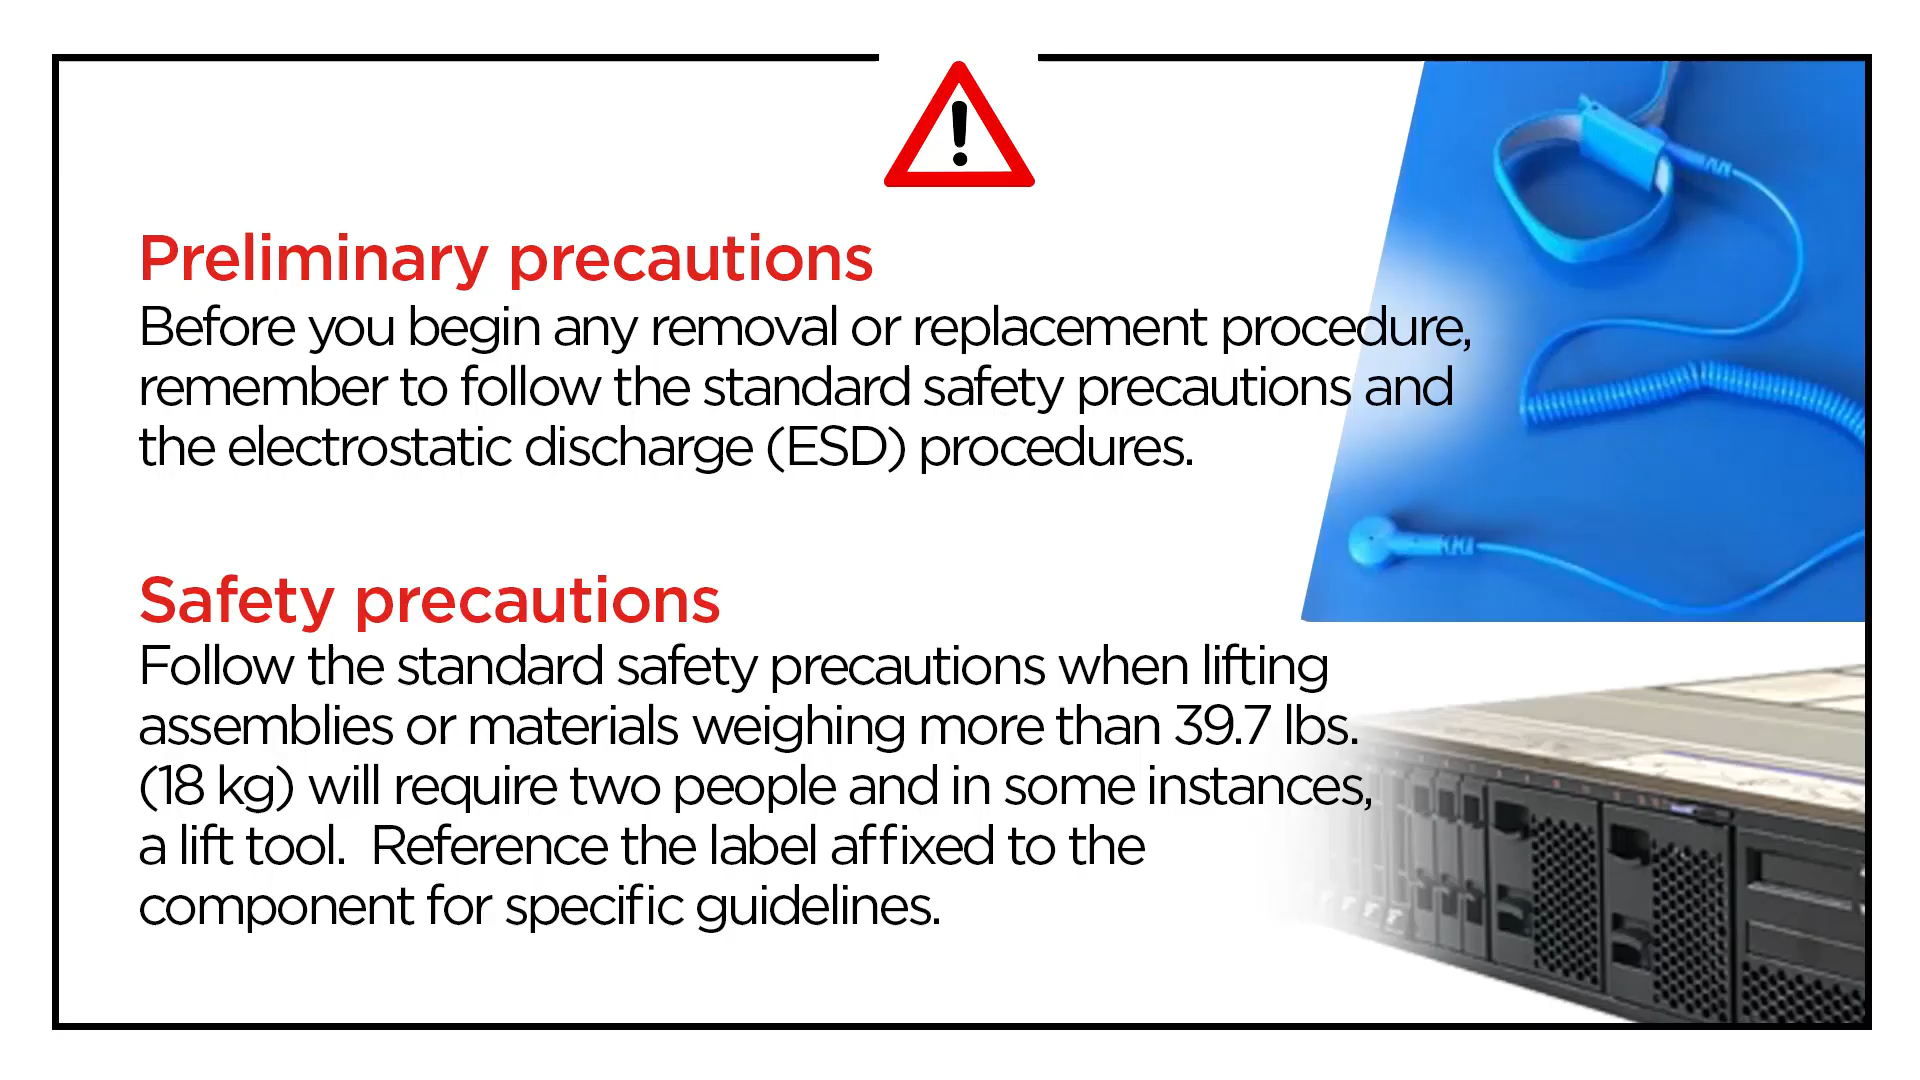 Preliminary precautions
Before you begin any removal or replacement procedure,
remember to follow the standard safety precautions and
the electrostatic discharge (ESD) procedures.
Safety precautions
Follow the standard safety precautions when lifting
assemblies or materials weighing more than 39.7 lbs.
(18 kg) will require two people and in some instances,
a lift tool.  Reference the label affixed to the
component for specific guidelines.